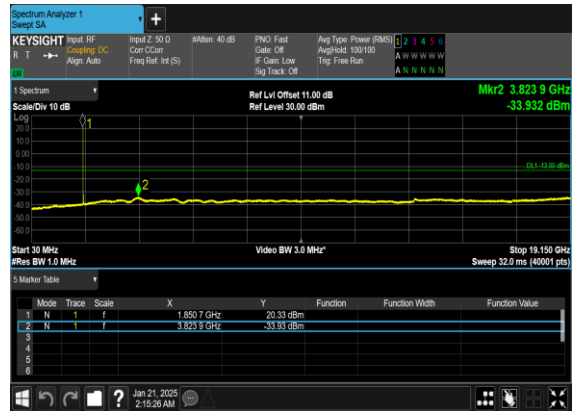 Spectrum Analyzer 1
Swept SA
+
KEYSIGHT Input: RF Input Z: 50 Ω #Atten: 40 dB PNO: Fast Avg Type: Power (RMS) 1 2 3 4 5 6
R T Coupling: DC Corr CCorr Gate: Off Avg|Hold: 100/100 A W W W W W
Align: Auto Freq Ref: Int (S) IF Gain: Low Trig: Free Run
Sig Track: Off A N N N N N
1 Spectrum Ref Lvl Offset 11.00 dB Mkr2 3.823 9 GHz
Scale/Div 10 dB Ref Level 30.00 dBm -33.932 dBm
Log
1
20.0
10.0
0.00
-10.0 DL1 -13.00 dBm
-20.0
-30.0 2
-40.0
-50.0
-60.0
Start 30 MHz Video BW 3.0 MHz* Stop 19.150 GHz
#Res BW 1.0 MHz Sweep 32.0 ms (40001 pts)
5 Marker Table
Mode Trace Scale X Y Function Function Width Function Value
1 N 1 f 1.850 7 GHz 20.33 dBm
2 N 1 f 3.823 9 GHz -33.93 dBm
3
4
5
6
? Jan 21, 2025
2:15:26 AM